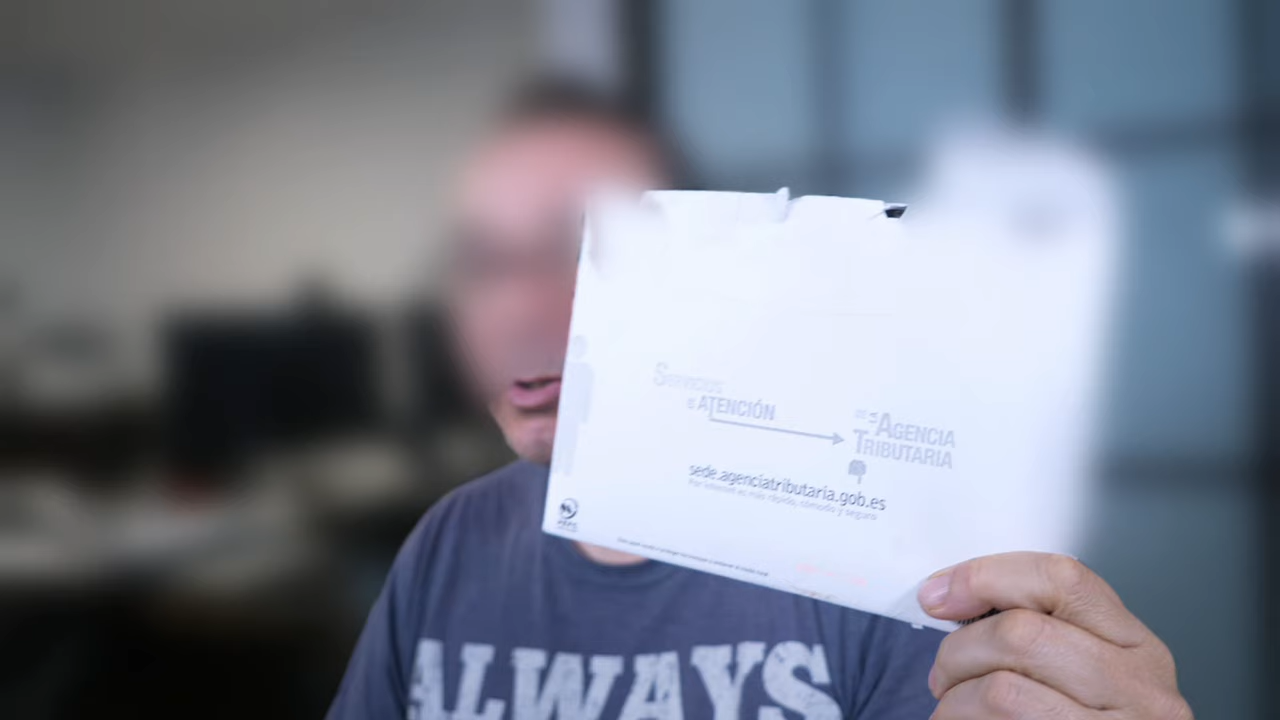 SERVICIOS
DE ATENCIÓN
DE LA AGENCIA
TRIBUTARIA
sede.agenciatributaria.gob.es
Por internet es más rápido, cómodo y seguro
ALWAYS